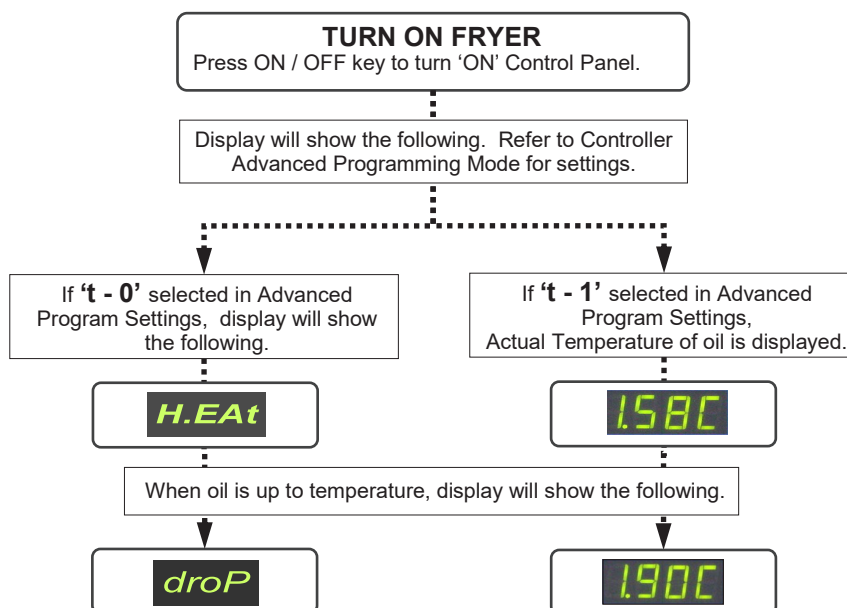 TURN ON FRYER
Press ON / OFF key to turn ‘ON’ Control Panel.
Display will show the following.  Refer to Controller
Advanced Programming Mode for settings.
If ‘t - 0’ selected in Advanced
Program Settings,  display will show
the following.
If ‘t - 1’ selected in Advanced
Program Settings,
Actual Temperature of oil is displayed.
H.EAt
1.58C
When oil is up to temperature, display will show the following.
droP
1.90C